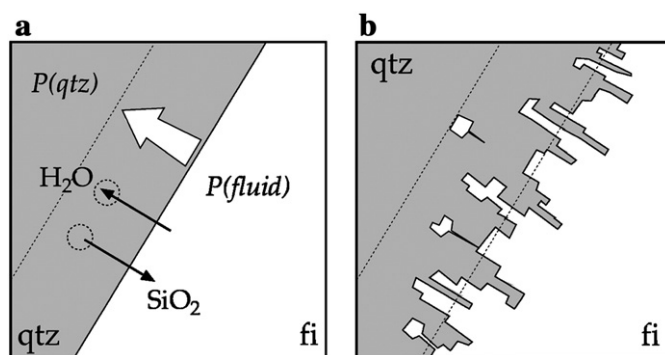 a
P(qtz)
H₂O
P(fluid)
SiO₂
qtz
fi
b
qtz
fi